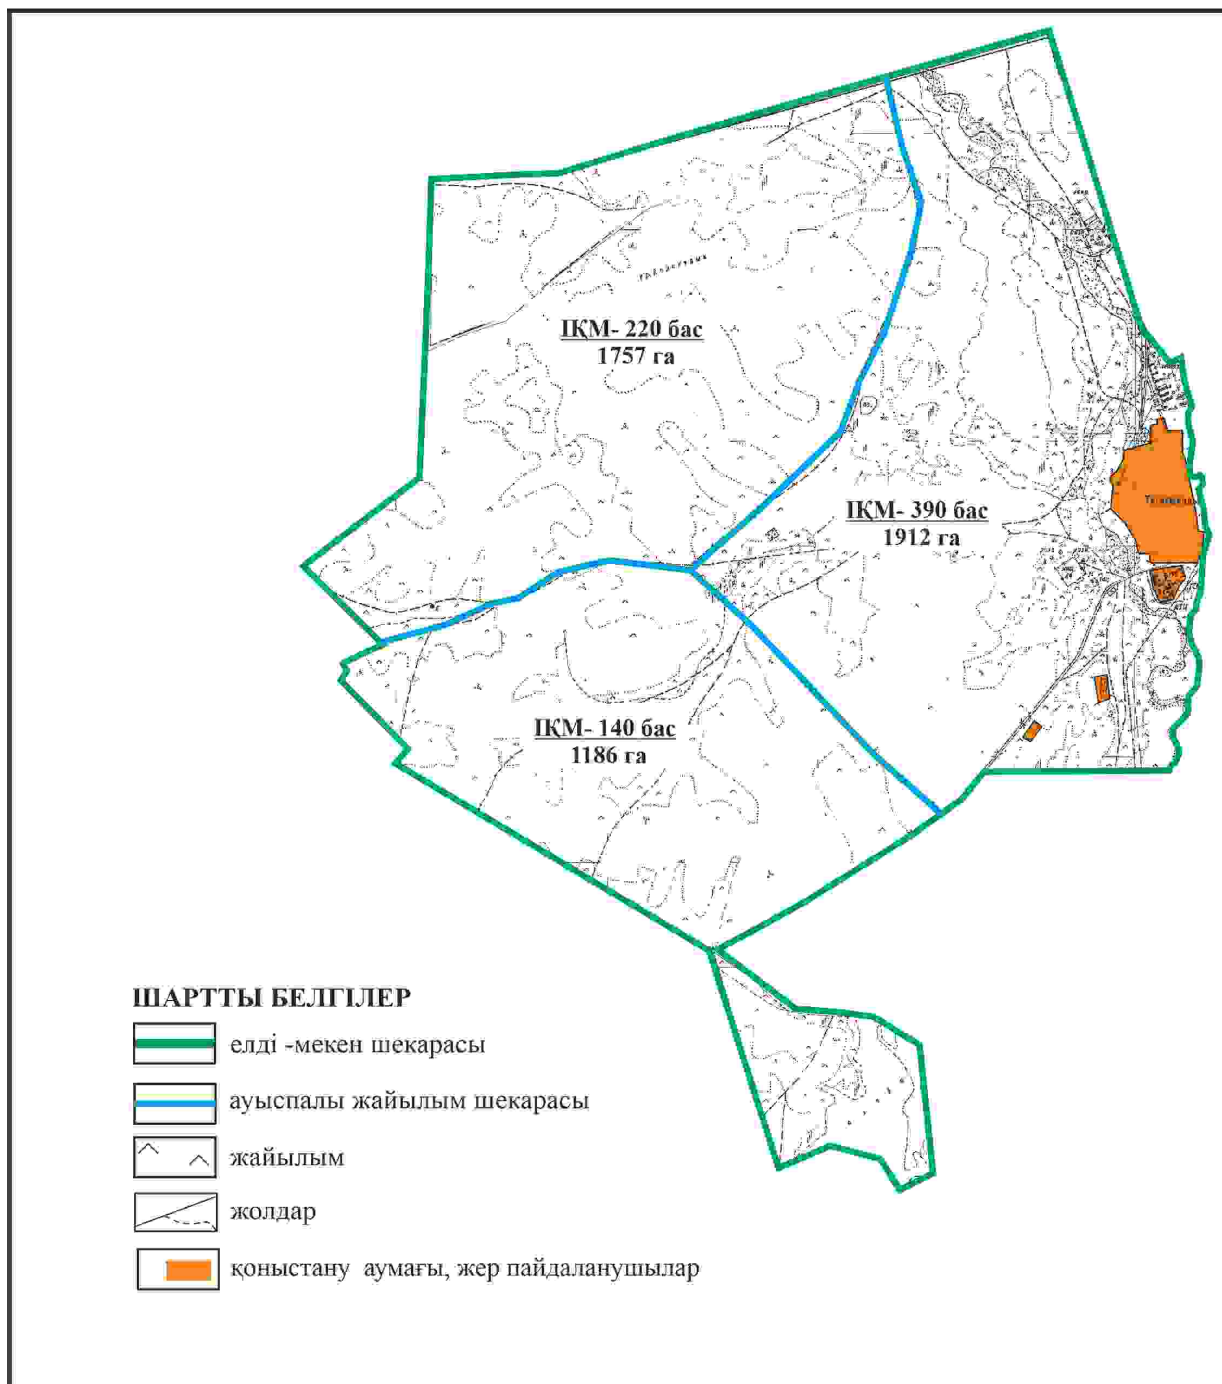 ІҚМ- 220 бас
1757 га
ІҚМ- 390 бас
1912 га
ІҚМ- 140 бас
1186 га
ШАРТТЫ БЕЛГІЛЕР
елді -мекен шекарасы
ауыспалы жайылым шекарасы
жайылым
жолдар
қоныстану аумағы, жер пайдаланушылар